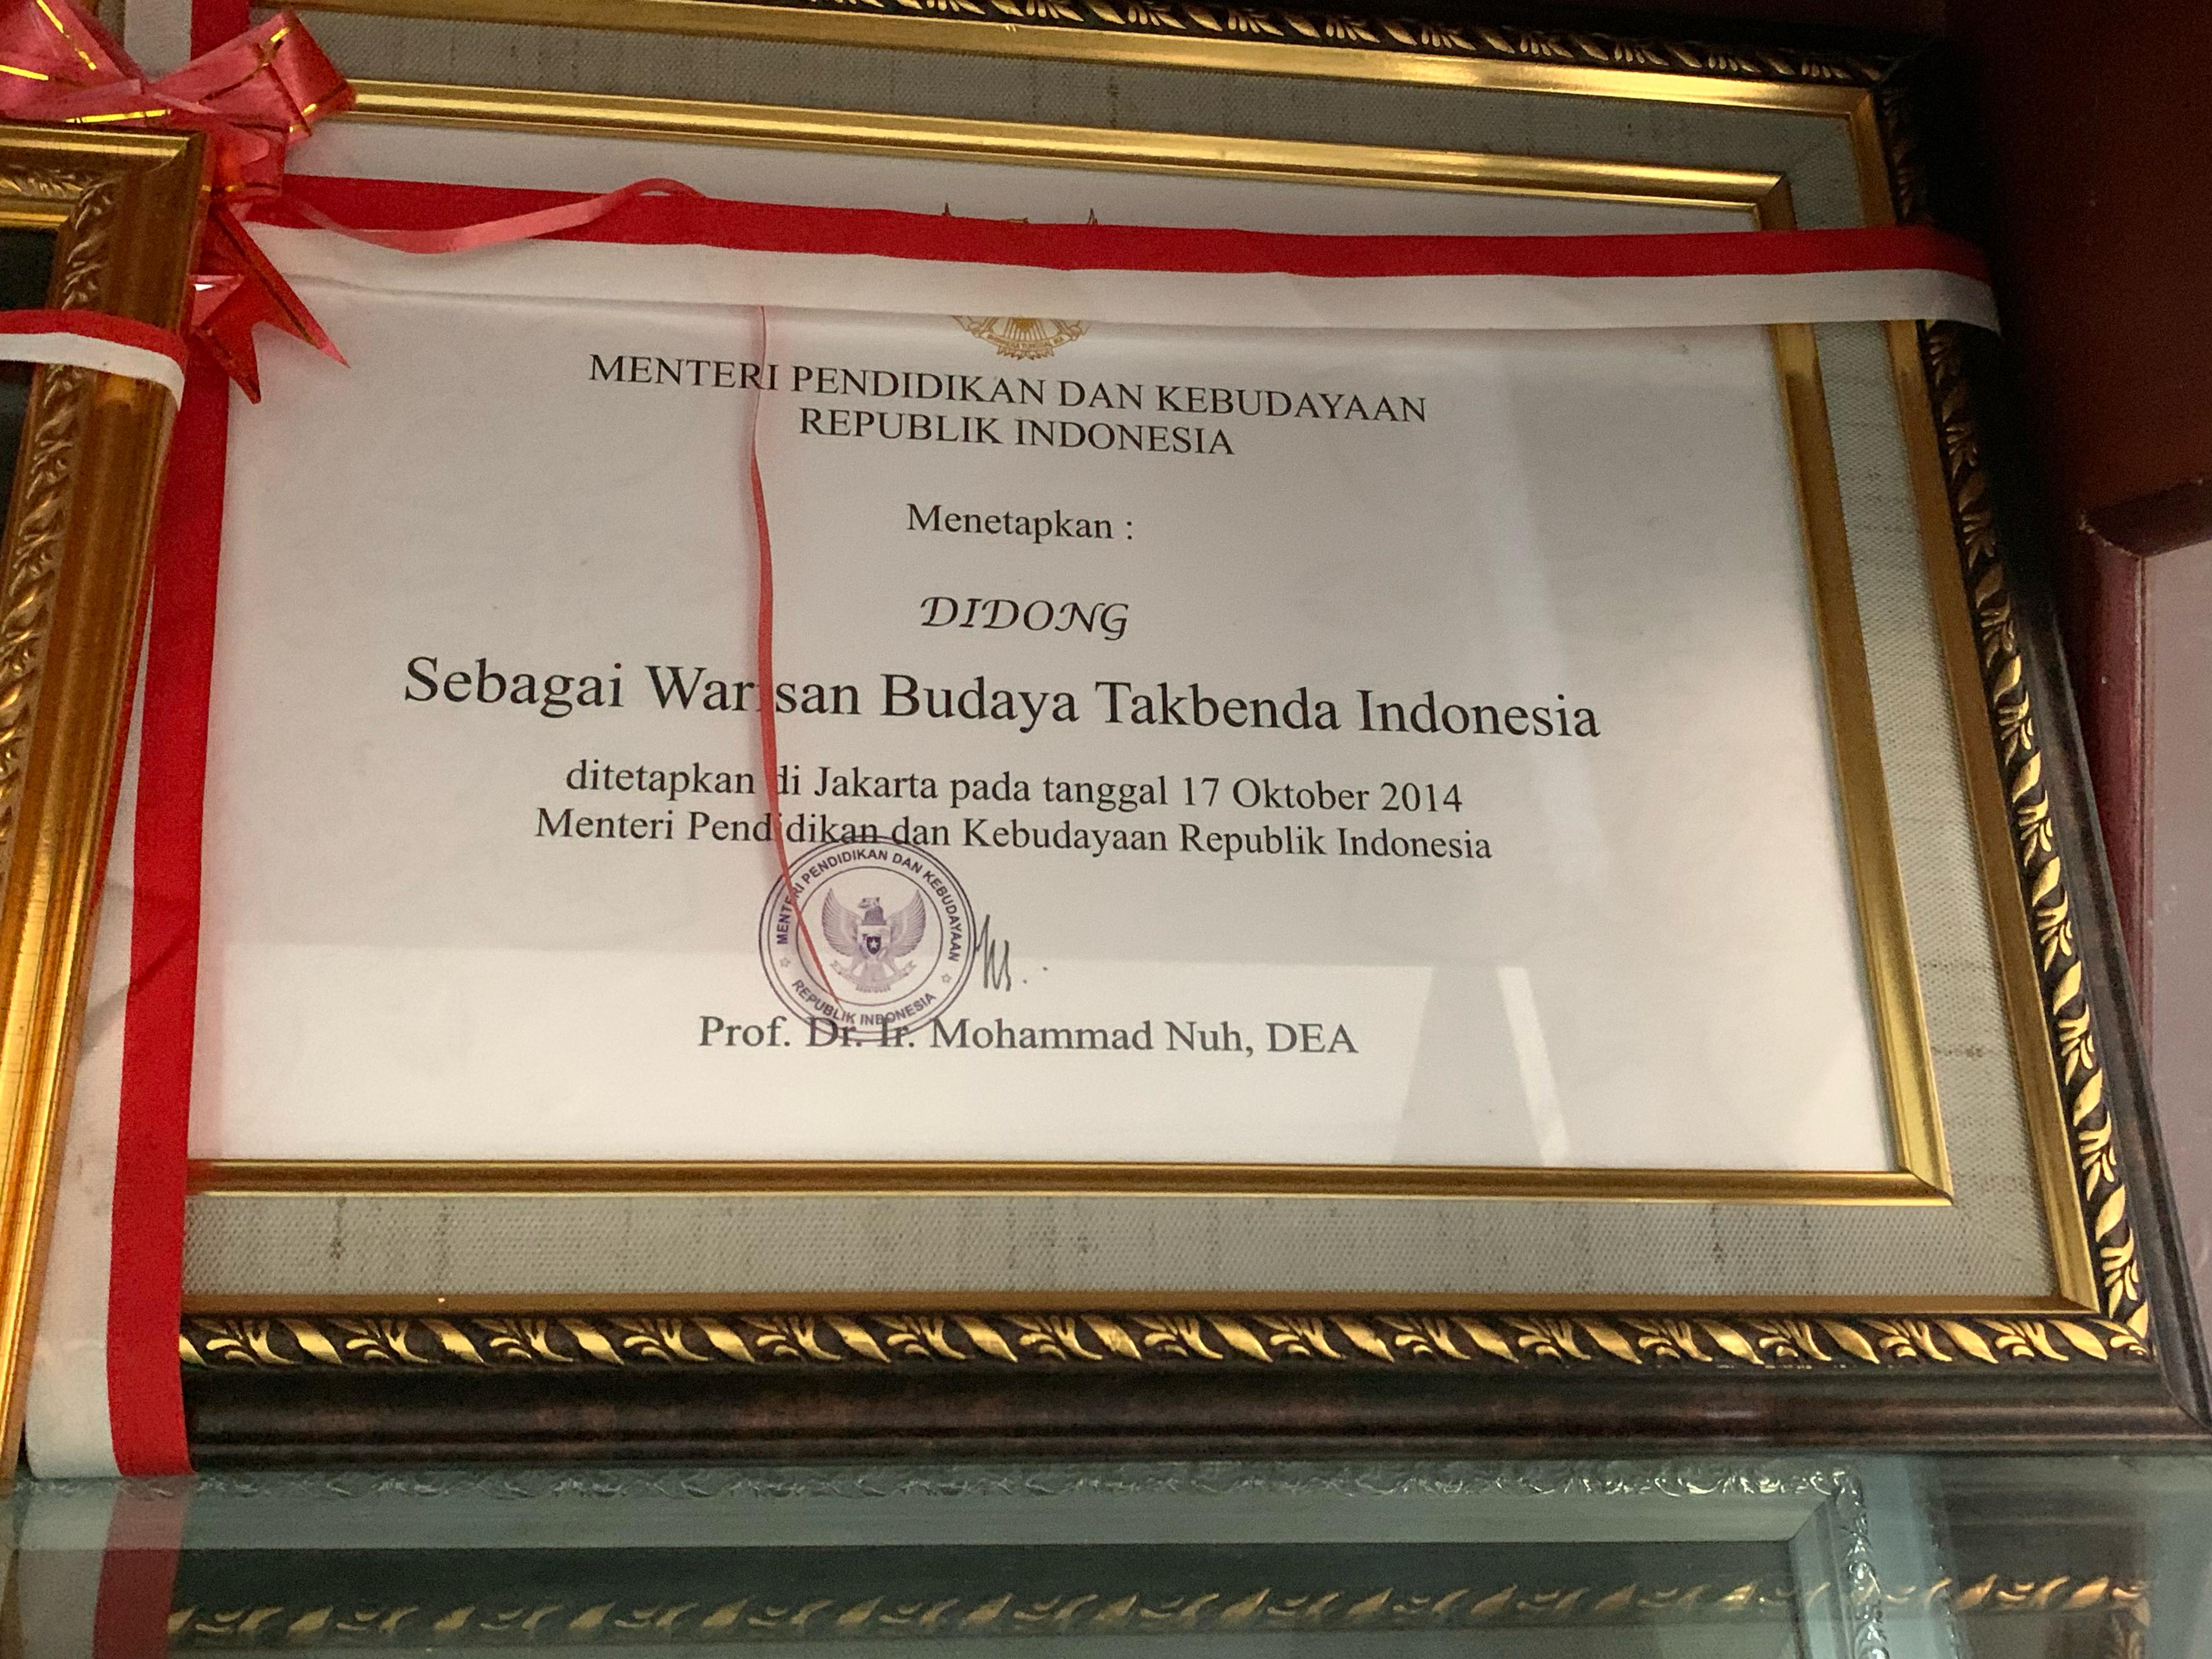 MENTERI PENDIDIKAN DAN KEBUDAYAAN
REPUBLIK INDONESIA
Menetapkan :
DIDONG
Sebagai Warisan Budaya Takbenda Indonesia
ditetapkan di Jakarta pada tanggal 17 Oktober 2014
Menteri Pendidikan dan Kebudayaan Republik Indonesia
MENTERI PENDIDIKAN DAN KEBUDAYAAN
REPUBLIK INDONESIA
Prof. Dr. Ir. Mohammad Nuh, DEA